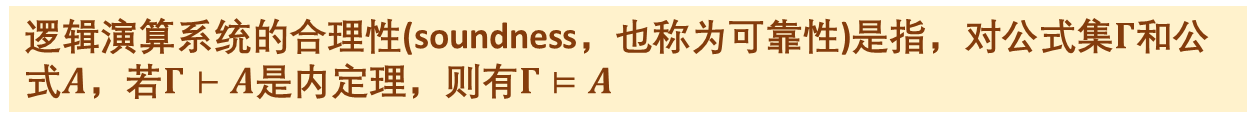 逻辑演算系统的合理性(soundness，也称为可靠性)是指，对公式集Γ和公
式A，若Γ ⊢ A是内定理，则有Γ ⊨ A